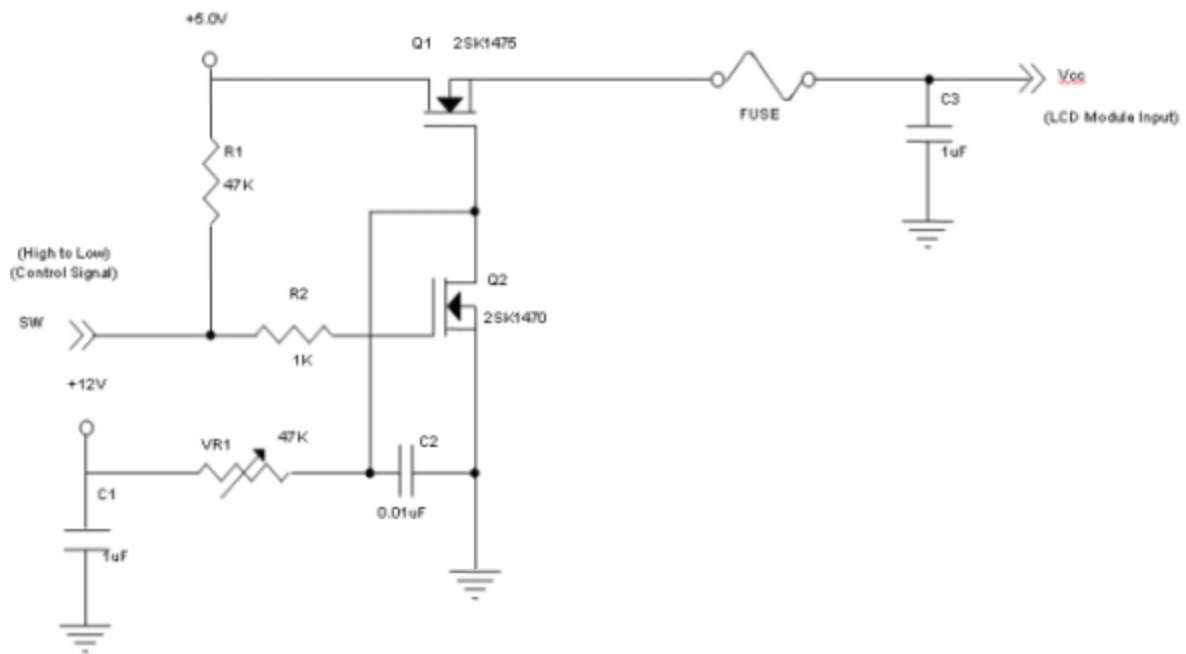 +5.0V
Q1 2SK1475
FUSE
Vcc
C3
(LCD Module Input)
1uF
R1
47K
(High to Low)
(Control Signal)
SW
R2
1K
Q2
2SK1470
+12V
VR1
47K
C2
0.01uF
C1
1uF